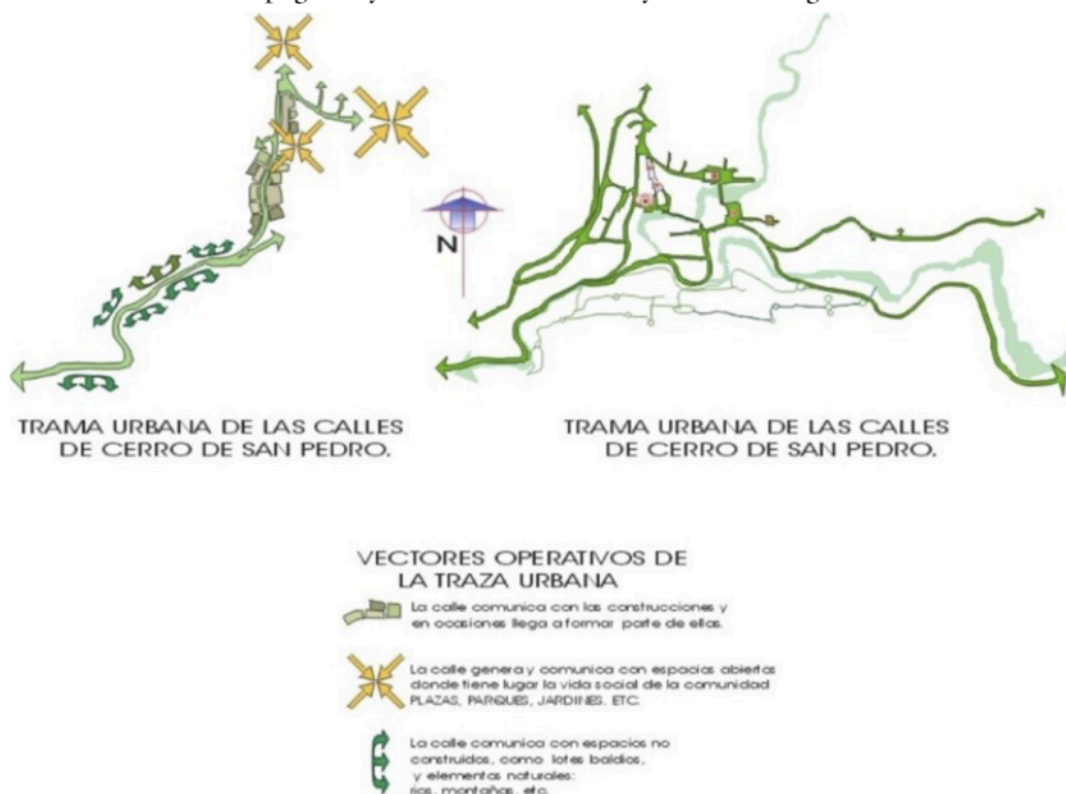 N
TRAMA URBANA DE LAS CALLES
DE CERRO DE SAN PEDRO.
TRAMA URBANA DE LAS CALLES
DE CERRO DE SAN PEDRO.
VECTORES OPERATIVOS DE
LA TRAZA URBANA
La calle comunica con las construcciones y
en ocasiones llega a formar parte de ellas.
La calle genera y comunica con espacios abiertos
donde tiene lugar la vida social de la comunidad
PLAZAS, PARQUES, JARDINES. ETC.
La calle comunica con espacios no
construidos, como lotes baldios,
y elementos naturales:
rios, montañas, etc.